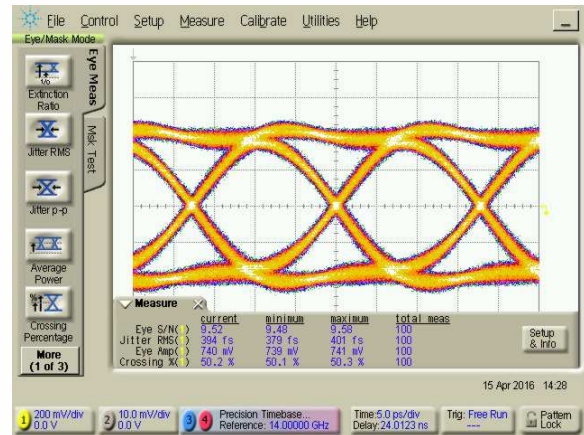 File Control Setup Measure Calibrate Utilities Help
Eye/Mask Mode
Eye Meas
Msk Test
Extinction
Ratio
Jitter RMS
Jitter p-p
Average
Power
Crossing
Percentage
More
(1 of 3)
Measure
current minimum maximum total meas
Eye S/N( ) 9.52 9.48 9.58 100
Jitter RMS( ) 394 fs 379 fs 401 fs 100
Eye Amp( ) 740 mV 739 mV 741 mV 100
Crossing %( ) 50.2 % 50.1 % 50.3 % 100
Setup
& Info
15 Apr 2016 14:28
1 200 mV/div
0.0 V
2 10.0 mV/div
0.0 V
3 4 Precision Timebase...
Reference: 14.00000 GHz
Time:5.0 ps/div
Delay:24.0123 ns
Trig: Free Run
---
Pattern
Lock